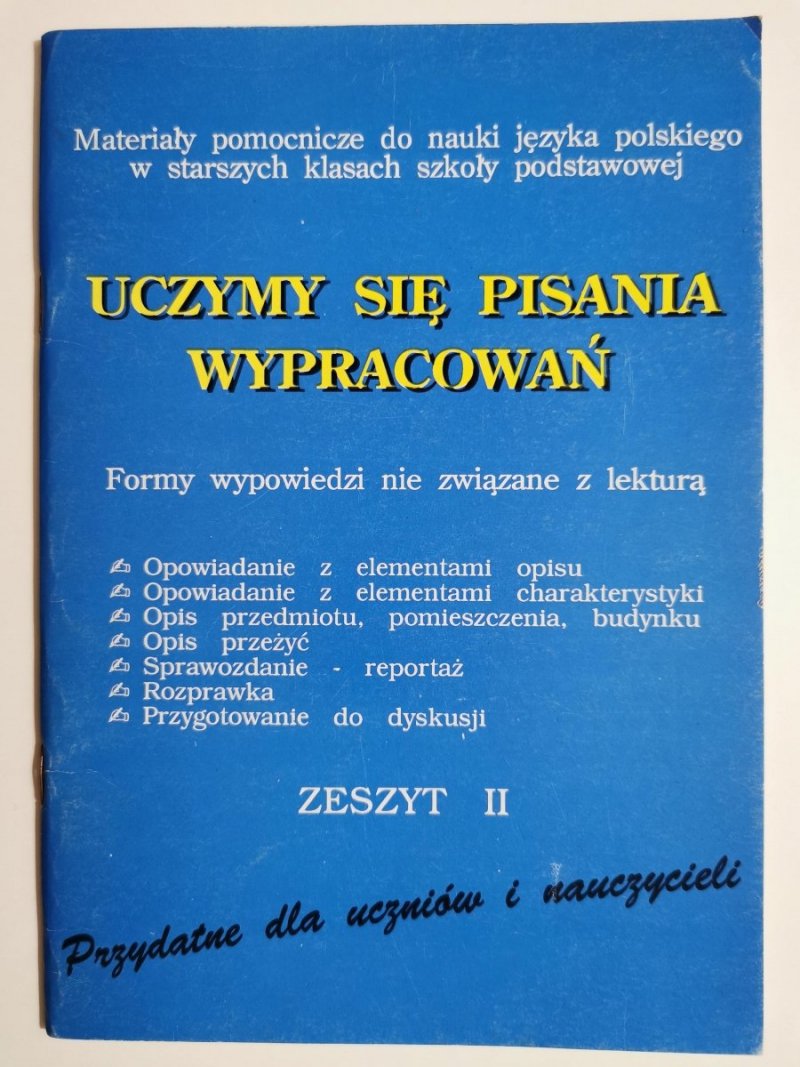 Materiały pomocnicze do nauki języka polskiego
w starszych klasach szkoły podstawowej
UCZYMY SIĘ PISANIA
WYPRACOWAŃ
Formy wypowiedzi nie związane z lekturą
✍ Opowiadanie z elementami opisu
✍ Opowiadanie z elementami charakterystyki
✍ Opis przedmiotu, pomieszczenia, budynku
✍ Opis przeżyć
✍ Sprawozdanie - reportaż
✍ Rozprawka
✍ Przygotowanie do dyskusji
ZESZYT II
Przydatne dla uczniów i nauczycieli